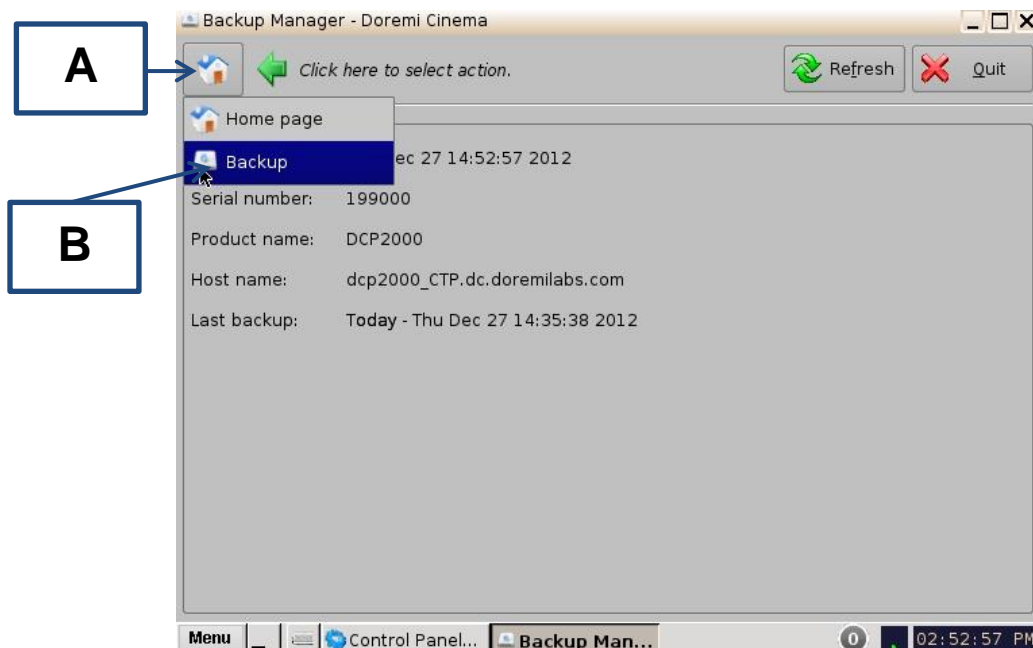 Backup Manager - Doremi Cinema
A
Click here to select action.
Refresh
Quit
Home page
Backup
ec 27 14:52:57 2012
B
Serial number: 199000
Product name: DCP2000
Host name: dcp2000_CTP.dc.doremilabs.com
Last backup: Today - Thu Dec 27 14:35:38 2012
Menu
_
Control Panel...
Backup Man...
0
02:52:57 PM